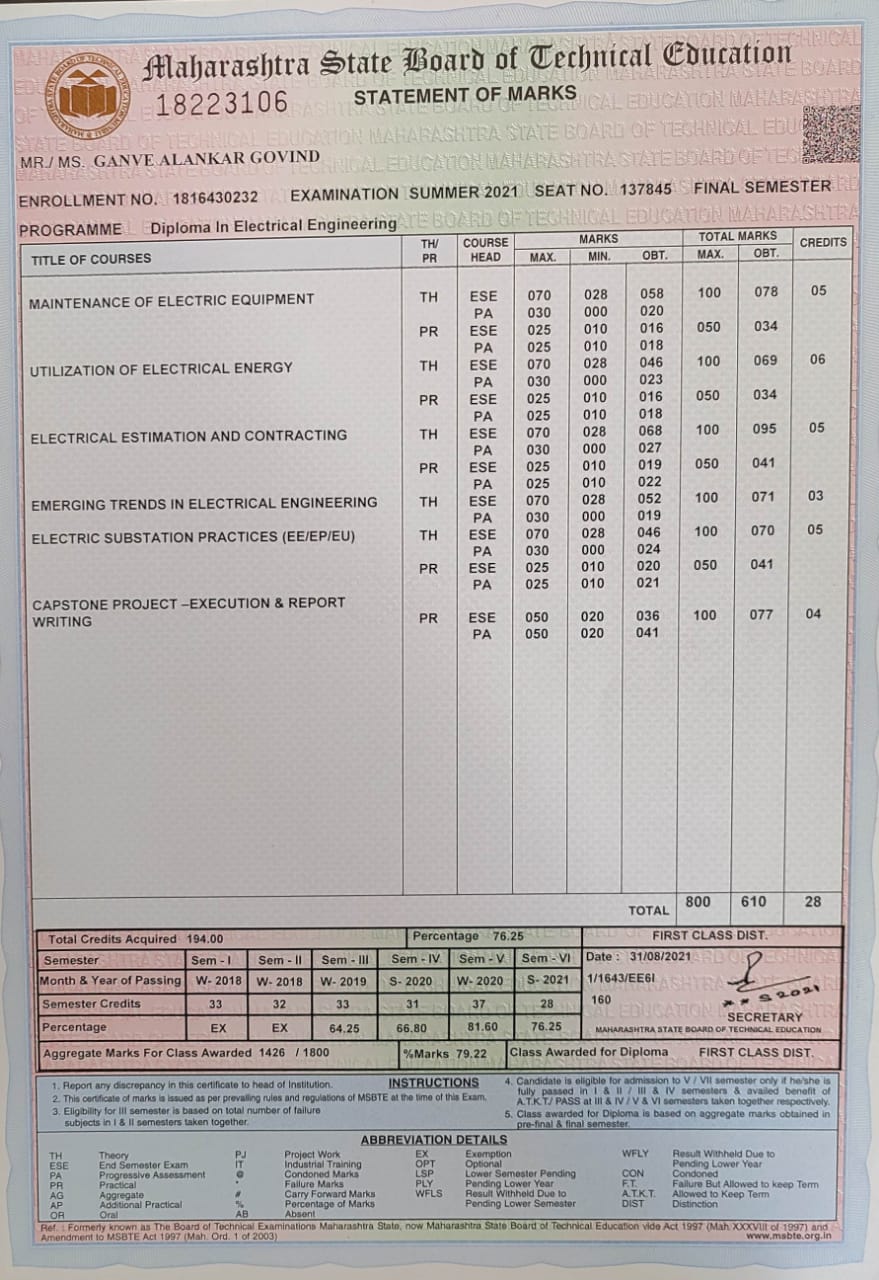 Maharashtra State Board of Technical Education
18223106 STATEMENT OF MARKS
MR./ MS. GANVE ALANKAR GOVIND
ENROLLMENT NO. 1816430232 EXAMINATION SUMMER 2021 SEAT NO. 137845 FINAL SEMESTER
PROGRAMME Diploma In Electrical Engineering
TITLE OF COURSES TH/ PR COURSE HEAD MARKS MAX. MIN. OBT. TOTAL MARKS MAX. OBT. CREDITS
MAINTENANCE OF ELECTRIC EQUIPMENT TH ESE 070 028 058 100 078 05
PA 030 000 020
PR ESE 025 010 016 050 034
PA 025 010 018
UTILIZATION OF ELECTRICAL ENERGY TH ESE 070 028 046 100 069 06
PA 030 000 023
PR ESE 025 010 016 050 034
PA 025 010 018
ELECTRICAL ESTIMATION AND CONTRACTING TH ESE 070 028 068 100 095 05
PA 030 000 027
PR ESE 025 010 019 050 041
PA 025 010 022
EMERGING TRENDS IN ELECTRICAL ENGINEERING TH ESE 070 028 052 100 071 03
PA 030 000 019
ELECTRIC SUBSTATION PRACTICES (EE/EP/EU) TH ESE 070 028 046 100 070 05
PA 030 000 024
PR ESE 025 010 020 050 041
PA 025 010 021
CAPSTONE PROJECT –EXECUTION & REPORT
WRITING PR ESE 050 020 036 100 077 04
PA 050 020 041
TOTAL 800 610 28
Total Credits Acquired 194.00 Percentage 76.25 FIRST CLASS DIST.
Semester Sem - I Sem - II Sem - III Sem - IV Sem - V Sem - VI Date : 31/08/2021
Month & Year of Passing W- 2018 W- 2018 W- 2019 S- 2020 W- 2020 S- 2021 1/1643/EE6I
Semester Credits 33 32 33 31 37 28 160
SECRETARY
Percentage EX EX 64.25 66.80 81.60 76.25 MAHARASHTRA STATE BOARD OF TECHNICAL EDUCATION
Aggregate Marks For Class Awarded 1426 / 1800 %Marks 79.22 Class Awarded for Diploma FIRST CLASS DIST.
INSTRUCTIONS
1. Report any discrepancy in this certificate to head of Institution.
2. This certificate of marks is issued as per prevailing rules and regulations of MSBTE at the time of this Exam.
3. Eligibility for III semester is based on total number of failure
subjects in I & II semesters taken together.
4. Candidate is eligible for admission to V / VII semester only if he/she is
fully passed in I & II / III & IV semesters & availed benefit of
A.T.K.T./ PASS at III & IV / V & VI semesters taken together respectively.
5. Class awarded for Diploma is based on aggregate marks obtained in
pre-final & final semester.
ABBREVIATION DETAILS
TH Theory PJ Project Work EX Exemption WFLY Result Withheld Due to
ESE End Semester Exam IT Industrial Training OPT Optional Pending Lower Year
PA Progressive Assessment @ Condoned Marks LSP Lower Semester Pending CON Condoned
PR Practical * Failure Marks PLY Pending Lower Year F.T. Failure But Allowed to keep Term
AG Aggregate # Carry Forward Marks WFLS Result Withheld Due to A.T.K.T. Allowed to Keep Term
AP Additional Practical % Percentage of Marks Pending Lower Semester DIST Distinction
OR Oral AB Absent
Ref. : Formerly known as The Board of Technical Examinations Maharashtra State, now Maharashtra State Board of Technical Education vide Act 1997 (Mah. XXXVIII of 1997) and
Amendment to MSBTE Act 1997 (Mah. Ord. 1 of 2003) www.msbte.org.in